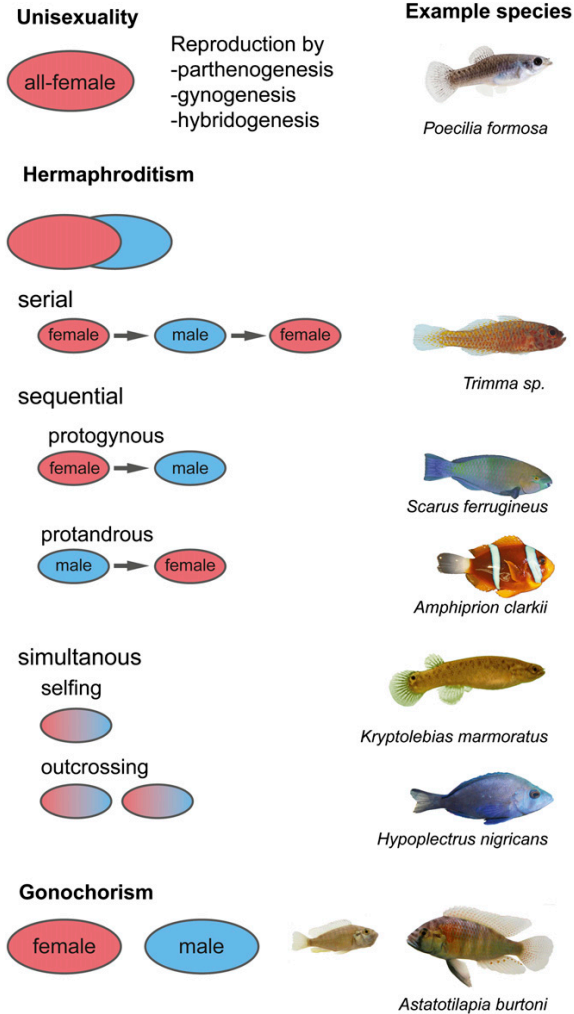 Unisexuality
Example species
all-female
Reproduction by
-parthenogenesis
-gynogenesis
-hybridogenesis
Poecilia formosa
Hermaphroditism
serial
female
male
female
Trimma sp.
sequential
protogynous
female
male
Scarus ferrugineus
protandrous
male
female
Amphiprion clarkii
simultanous
selfing
Kryptolebias marmoratus
outcrossing
Hypoplectrus nigricans
Gonochorism
female
male
Astatotilapia burtoni